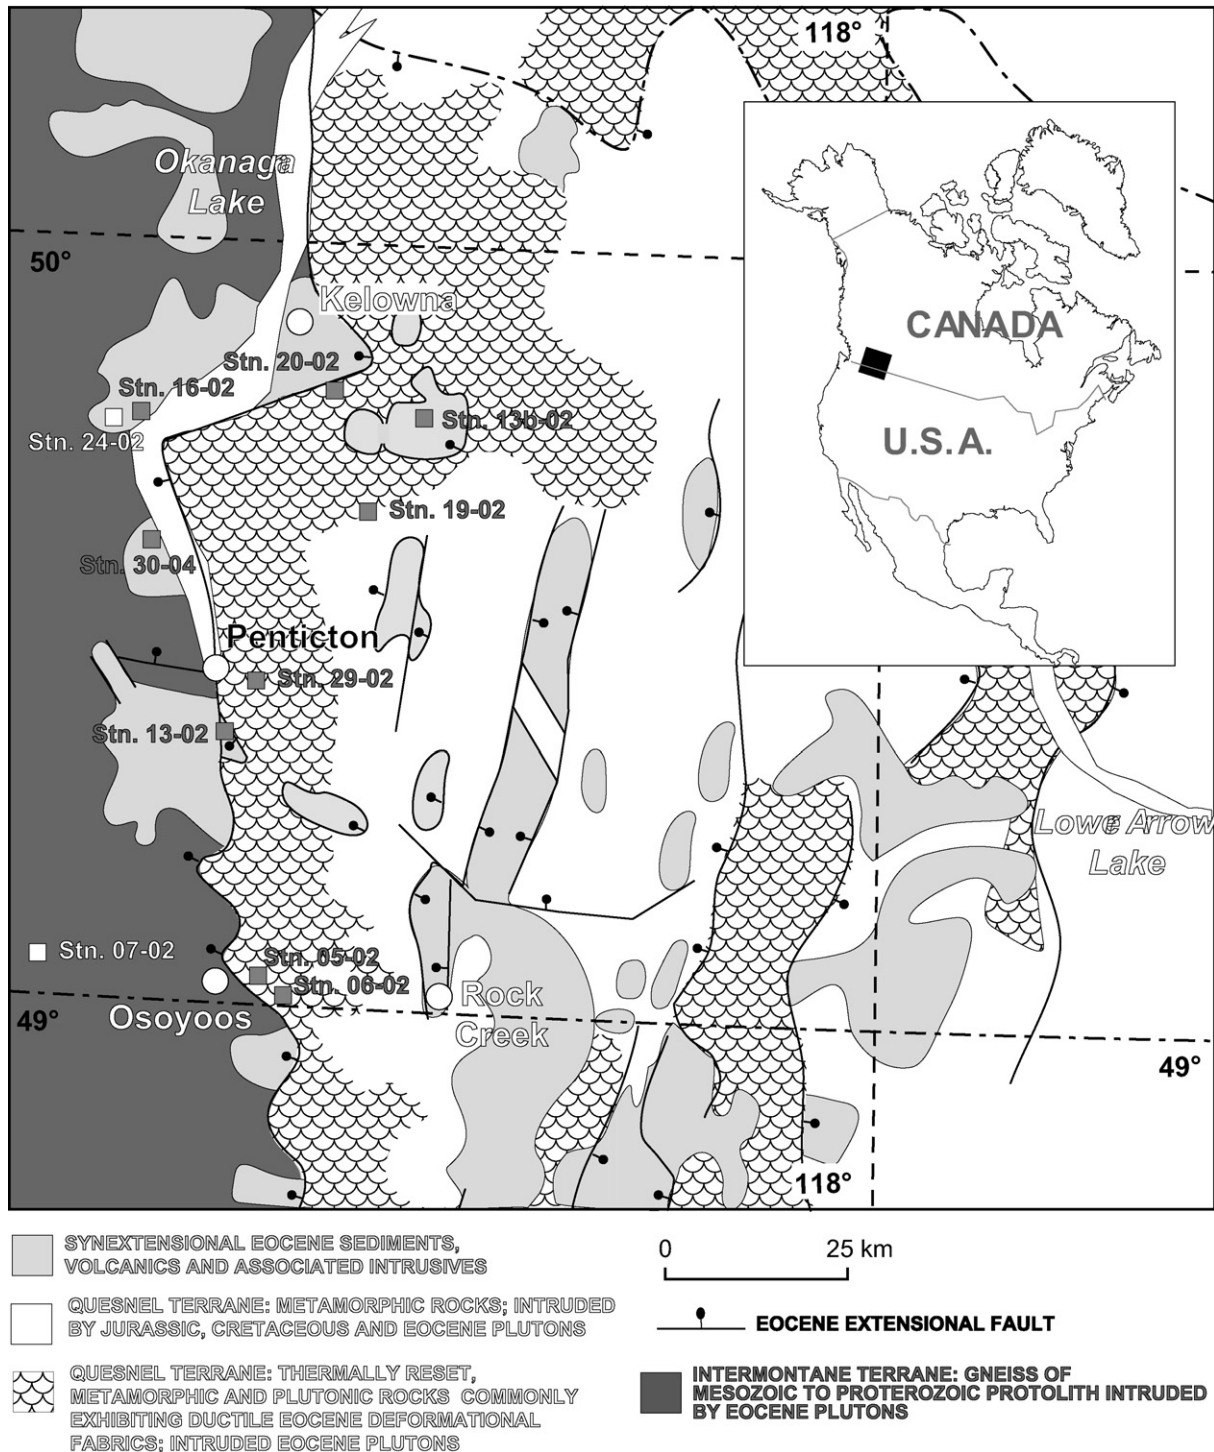 118°
Okanaga
Lake
50°
Kelowna
CANADA
U.S.A.
Stn. 20-02
Stn. 16-02
Stn. 24-02
Stn. 13b-02
Stn. 19-02
Stn. 30-04
Penticton
Stn. 29-02
Stn. 13-02
Lowe Arrow
Lake
Stn. 07-02
Stn. 05-02
Stn. 06-02
Osoyoos
Rock
Creek
49°
49°
118°
SYNEXTENSIONAL EOCENE SEDIMENTS,
VOLCANICS AND ASSOCIATED INTRUSIVES
QUESNEL TERRANE: METAMORPHIC ROCKS; INTRUDED
BY JURASSIC, CRETACEOUS AND EOCENE PLUTONS
QUESNEL TERRANE: THERMALLY RESET,
METAMORPHIC AND PLUTONIC ROCKS COMMONLY
EXHIBITING DUCTILE EOCENE DEFORMATIONAL
FABRICS; INTRUDED EOCENE PLUTONS
0 25 km
EOCENE EXTENSIONAL FAULT
INTERMONTANE TERRANE: GNEISS OF
MESOZOIC TO PROTEROZOIC PROTOLITH INTRUDED
BY EOCENE PLUTONS